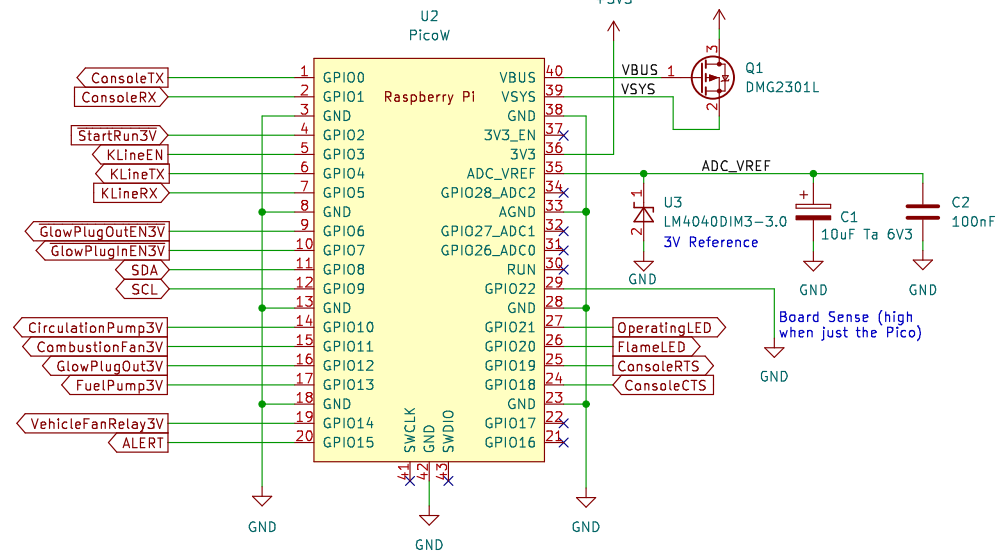 +3V3
U2
PicoW
Raspberry Pi
ConsoleTX 1 GPIO0
ConsoleRX 2 GPIO1
3 GND
StartRun3V 4 GPIO2
KLineEN 5 GPIO3
KLineTX 6 GPIO4
KLineRX 7 GPIO5
8 GND
GlowPlugOutEN3V 9 GPIO6
GlowPlugInEN3V 10 GPIO7
SDA 11 GPIO8
SCL 12 GPIO9
13 GND
CirculationPump3V 14 GPIO10
CombustionFan3V 15 GPIO11
GlowPlugOut3V 16 GPIO12
FuelPump3V 17 GPIO13
18 GND
VehicleFanRelay3V 19 GPIO14
ALERT 20 GPIO15
VBUS 40 VBUS 1
VSYS 39 VSYS
GND 38
3V3_EN 37
3V3 36
ADC_VREF 35 ADC_VREF
GPIO28_ADC2 34
AGND 33
GPIO27_ADC1 32
GPIO26_ADC0 31
RUN 30
GPIO22 29
GND 28
GPIO21 27 OperatingLED
GPIO20 26 FlameLED
GPIO19 25 ConsoleRTS
GPIO18 24 ConsoleCTS
GND 23
GPIO17 22
GPIO16 21
SWCLK 41
GND 42
SWDIO 43
3
Q1
DMG2301L
2
1
U3
LM4040DIM3-3.0
2
3V Reference
GND
+
C1
10uF Ta 6V3
GND
C2
100nF
GND
Board Sense (high
when just the Pico)
GND
GND
GND
GND